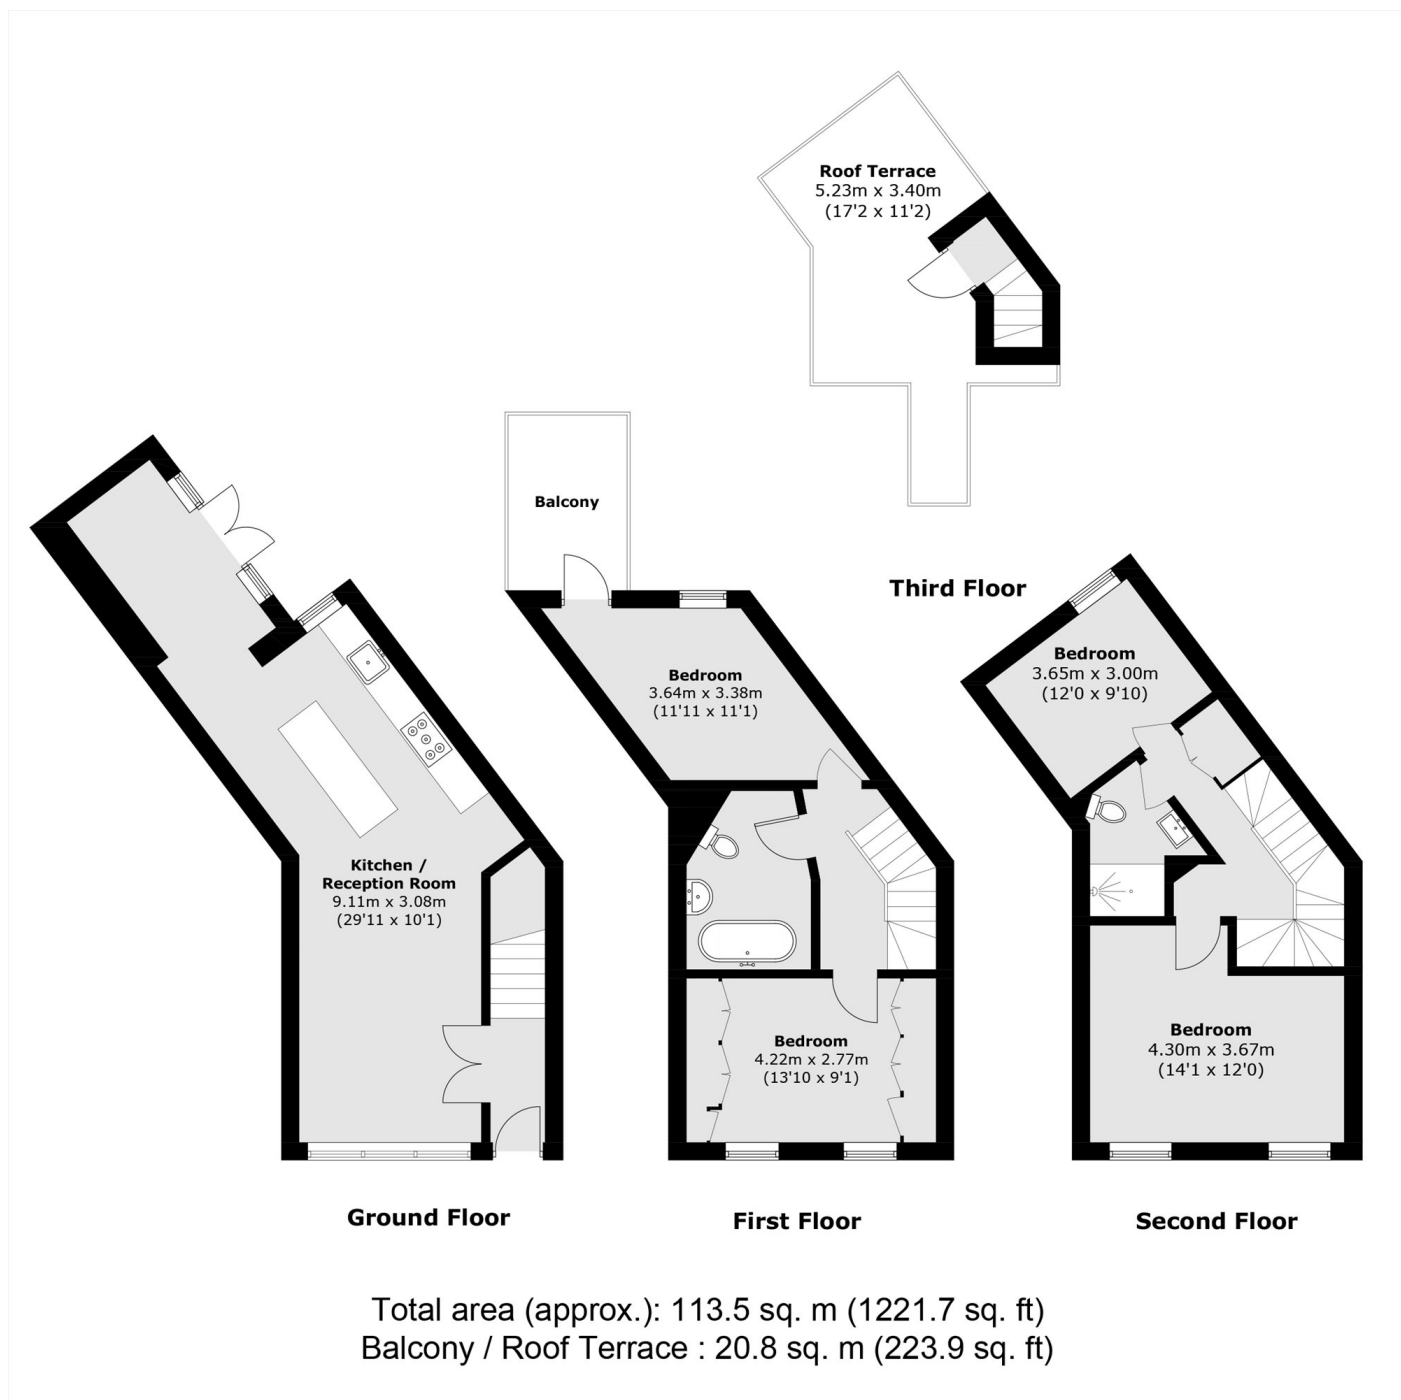 Roof Terrace
5.23m x 3.40m
(17'2 x 11'2)
Balcony
Third Floor
Bedroom
3.64m x 3.38m
(11'11 x 11'1)
Bedroom
3.65m x 3.00m
(12'0 x 9'10)
Kitchen /
Reception Room
9.11m x 3.08m
(29'11 x 10'1)
Bedroom
4.22m x 2.77m
(13'10 x 9'1)
Bedroom
4.30m x 3.67m
(14'1 x 12'0)
Ground Floor
First Floor
Second Floor
Total area (approx.): 113.5 sq. m (1221.7 sq. ft)
Balcony / Roof Terrace : 20.8 sq. m (223.9 sq. ft)